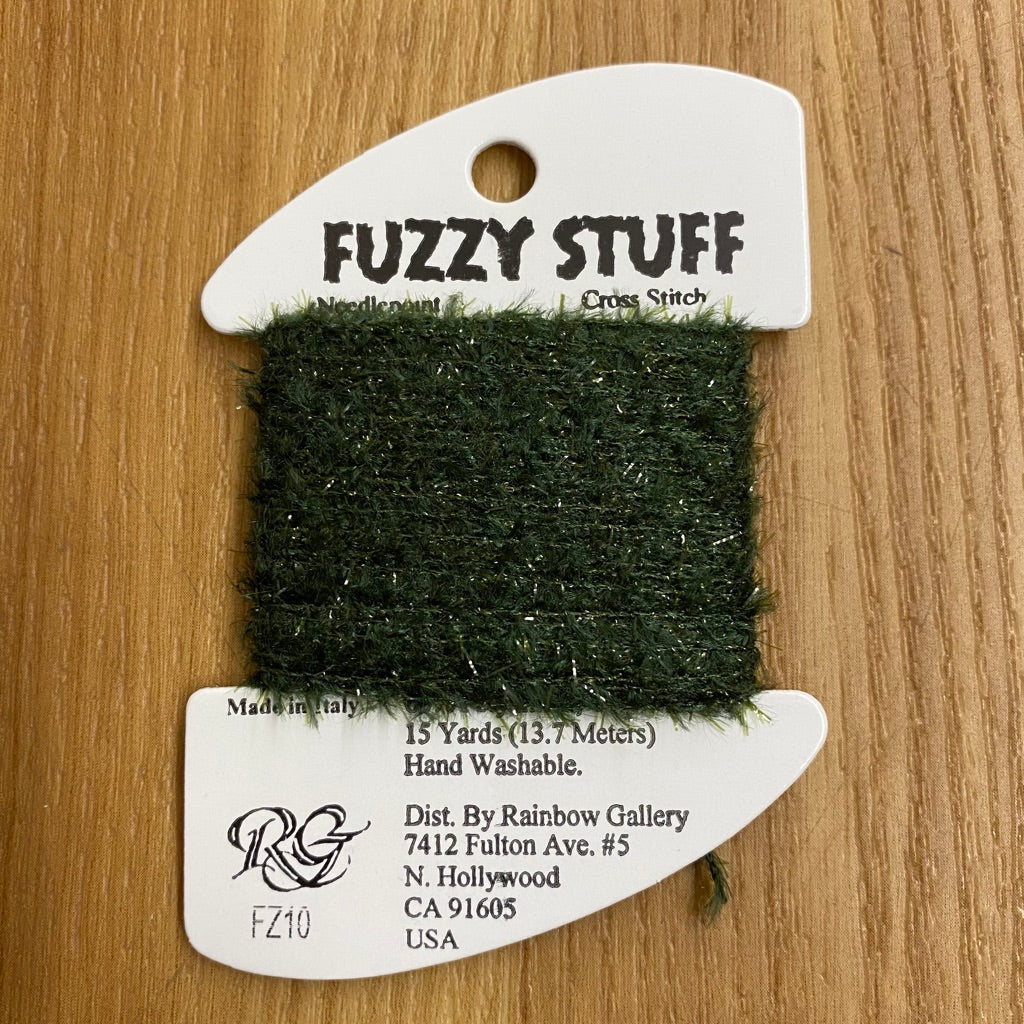 FUZZY STUFF
Needlepoint Cross Stitch
Made in Italy
15 Yards (13.7 Meters)
Hand Washable.
Dist. By Rainbow Gallery
7412 Fulton Ave. #5
N. Hollywood
CA 91605
USA
RG
FZ10